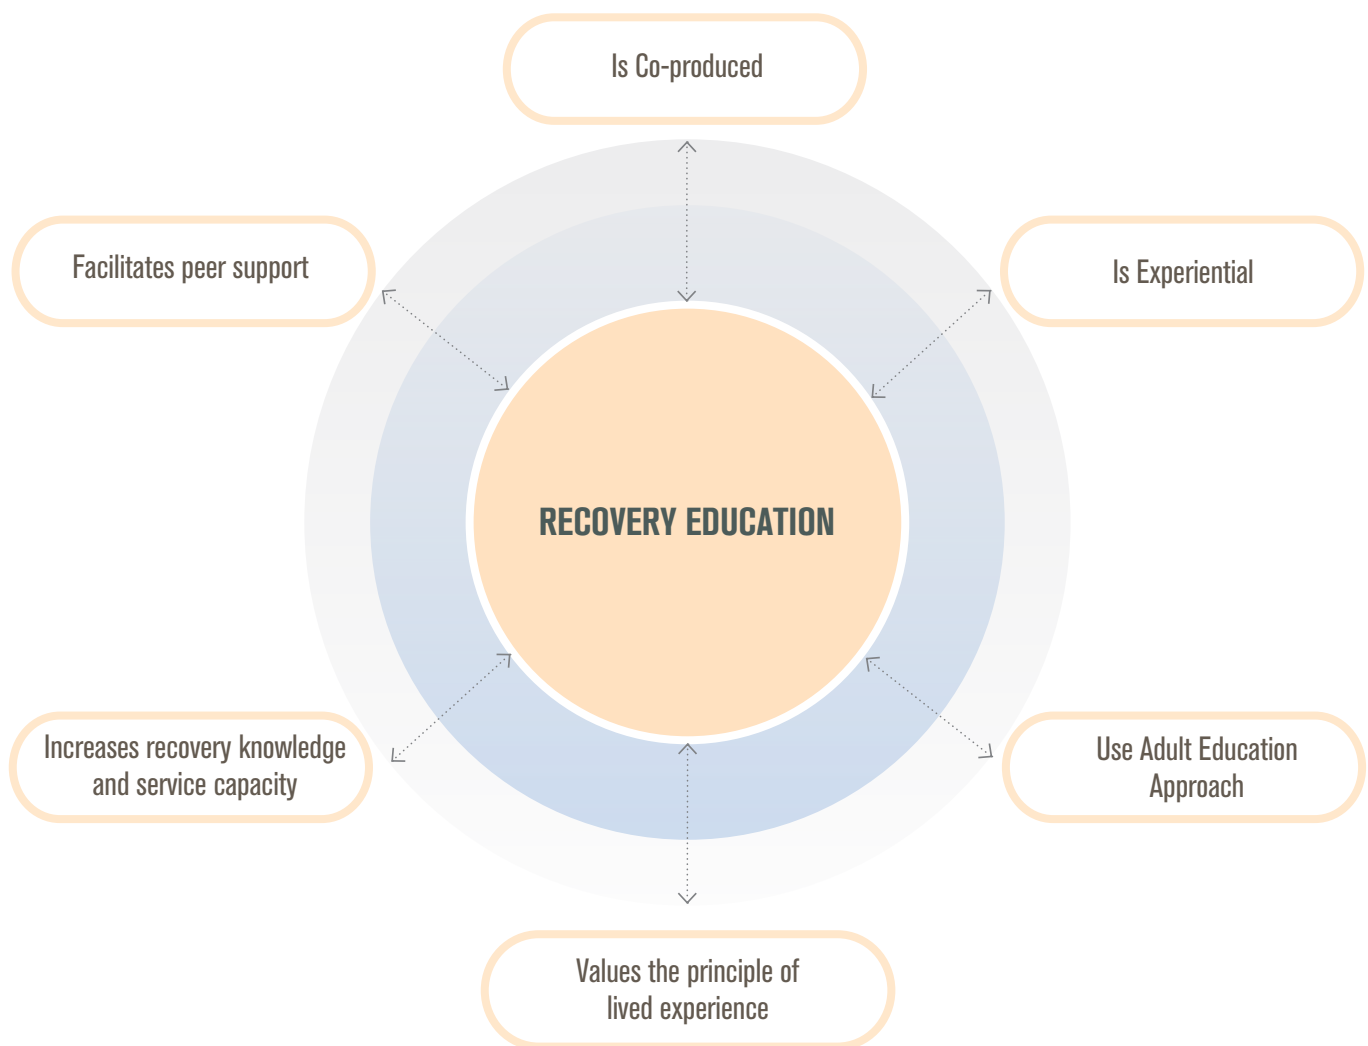 Is Co-produced
Facilitates peer support
Is Experiential
RECOVERY EDUCATION
Increases recovery knowledge
and service capacity
Use Adult Education
Approach
Values the principle of
lived experience